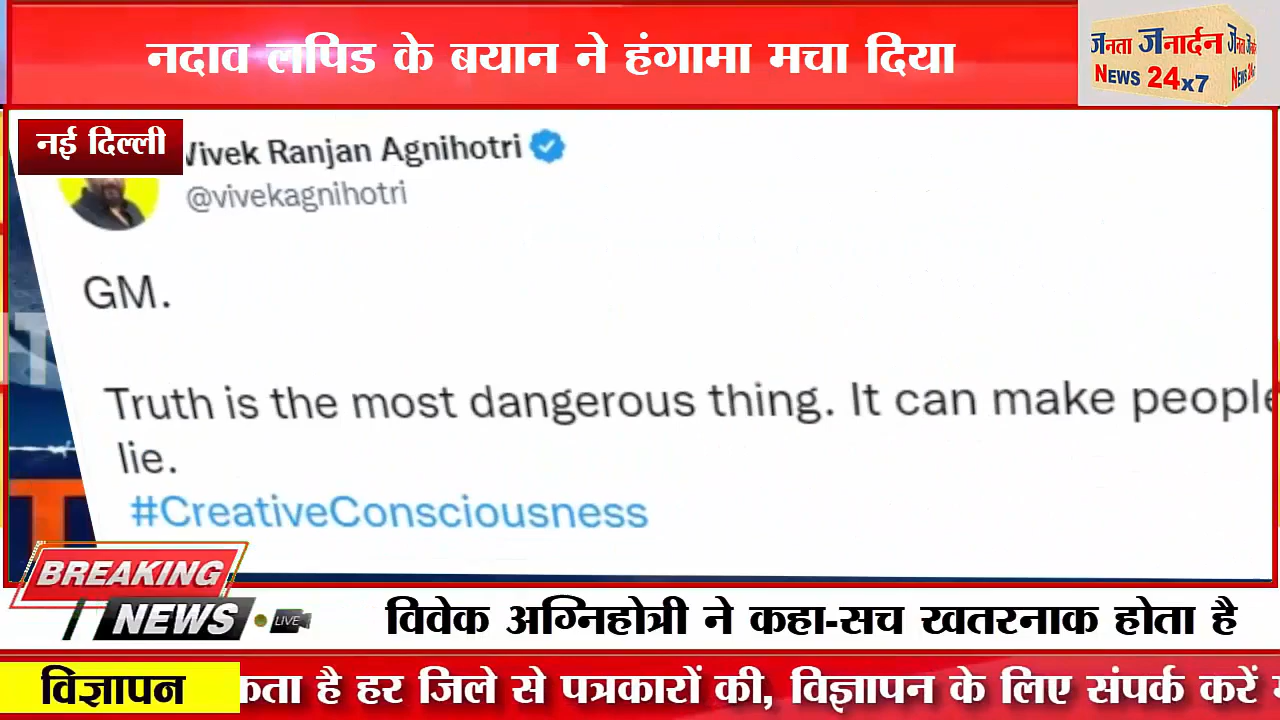 नदाव लपिड के बयान ने हंगामा मचा दिया
जनता जनार्दन
NEWS 24x7
नई दिल्ली
Vivek Ranjan Agnihotri
@vivekagnihotri
GM.
Truth is the most dangerous thing. It can make people
lie.
#CreativeConsciousness
BREAKING
NEWS
LIVE
विवेक अग्निहोत्री ने कहा-सच खतरनाक होता है
विज्ञापन
है हर जिले से पत्रकारों की, विज्ञापन के लिए संपर्क करें